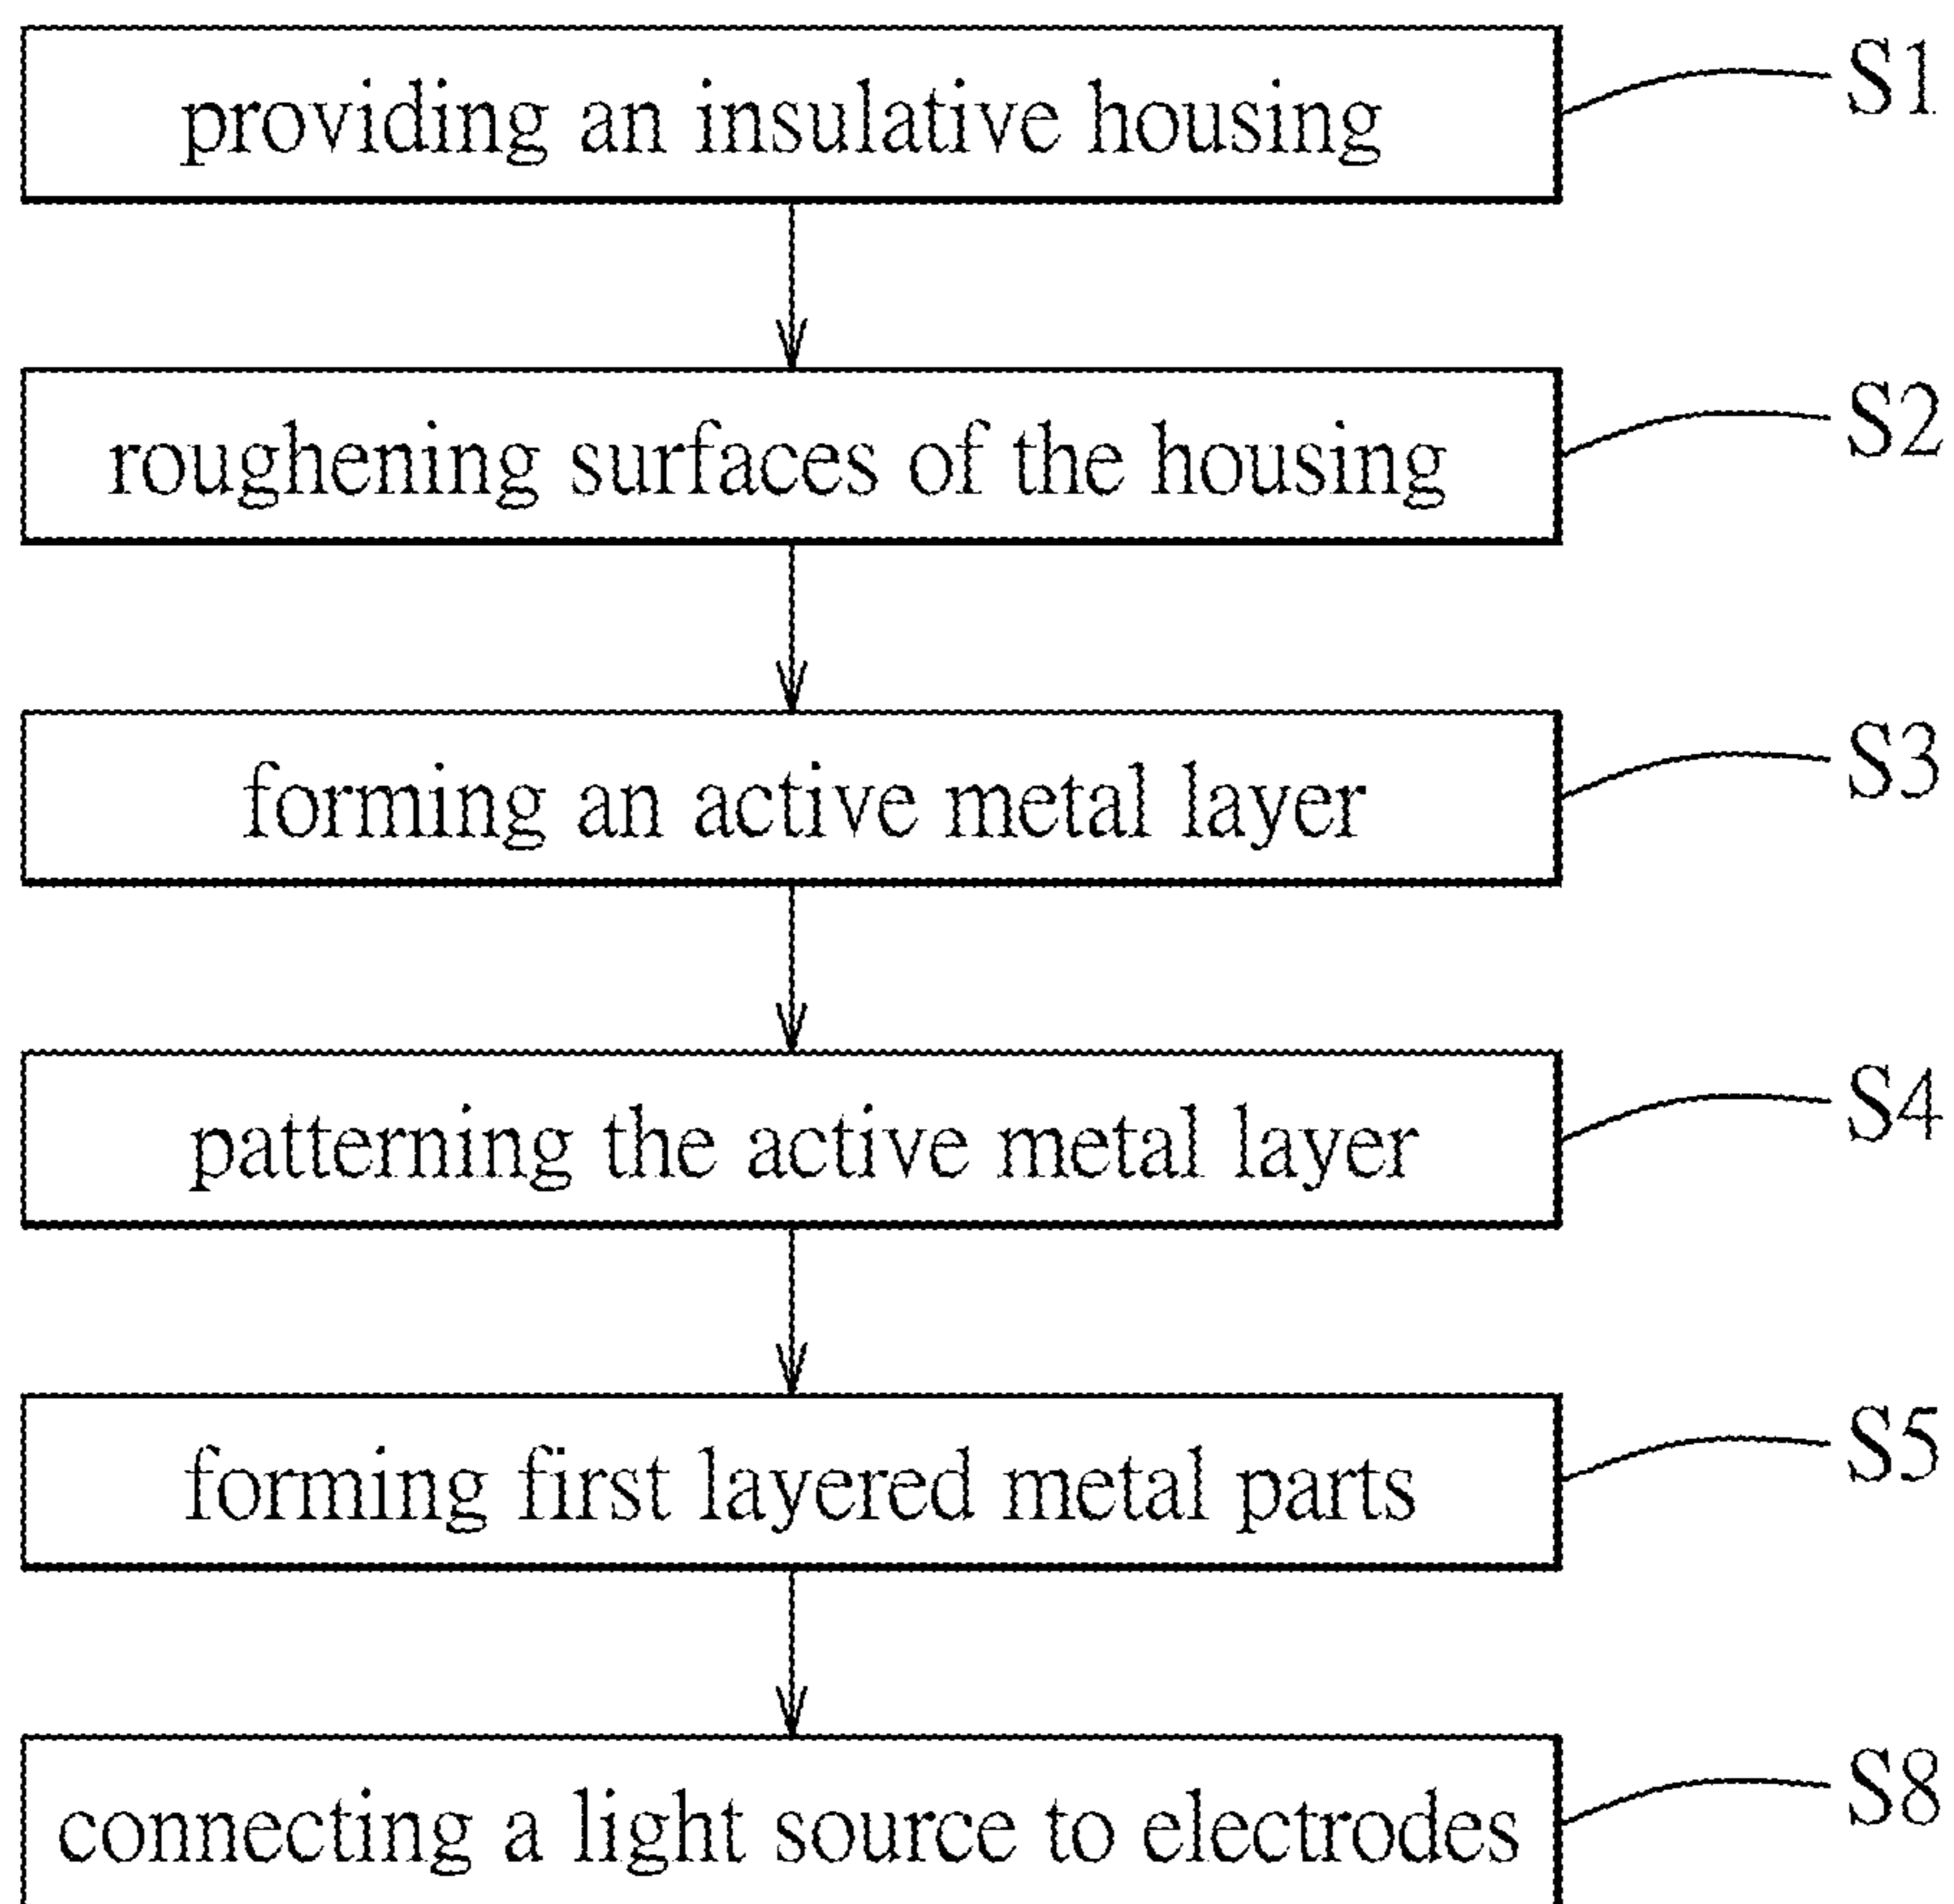 providing an insulative housing
S1
roughening surfaces of the housing
S2
forming an active metal layer
S3
patterning the active metal layer
S4
forming first layered metal parts
S5
connecting a light source to electrodes
S8